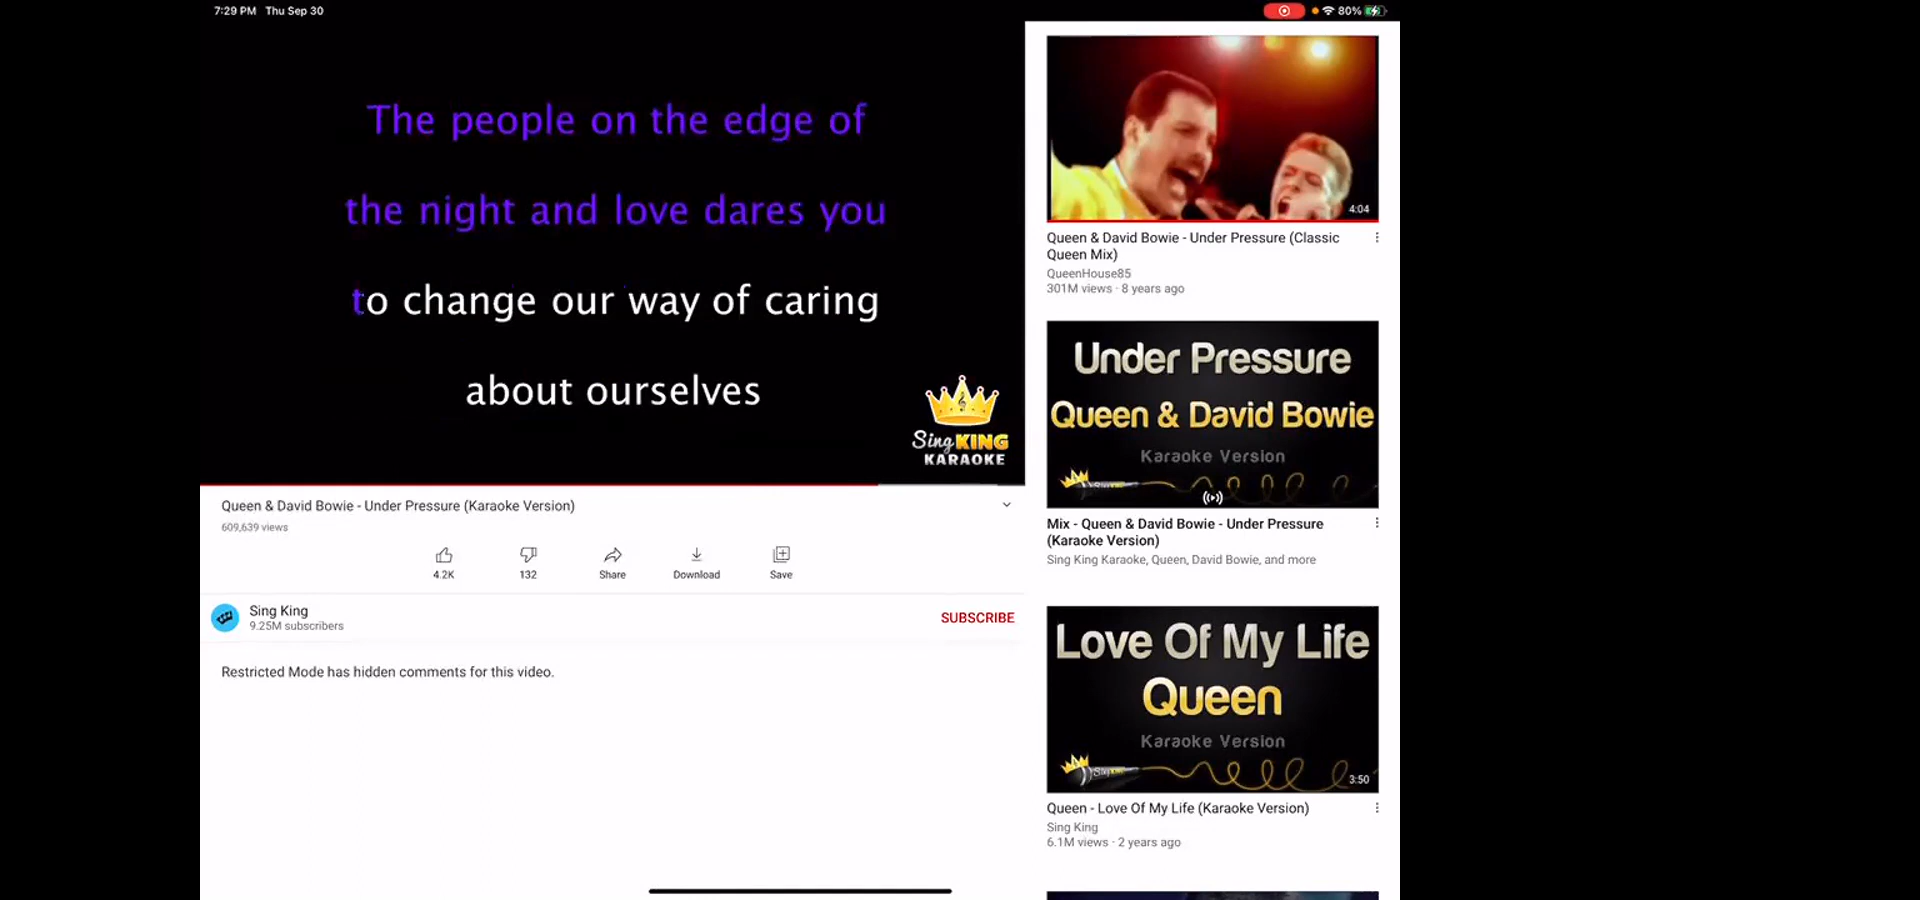 7:29 PM Thu Sep 30
80%
The people on the edge of
the night and love dares you
to change our way of caring
about ourselves
Sing KING
KARAOKE
Queen & David Bowie - Under Pressure (Karaoke Version)
609,639 views
4.2K
132
Share
Download
Save
Sing King
9.25M subscribers
SUBSCRIBE
Restricted Mode has hidden comments for this video.
4:04
Queen & David Bowie - Under Pressure (Classic
Queen Mix)
QueenHouse85
301M views · 8 years ago
Under Pressure
Queen & David Bowie
Karaoke Version
Mix - Queen & David Bowie - Under Pressure
(Karaoke Version)
Sing King Karaoke, Queen, David Bowie, and more
Love Of My Life
Queen
Karaoke Version
3:50
Queen - Love Of My Life (Karaoke Version)
Sing King
6.1M views · 2 years ago